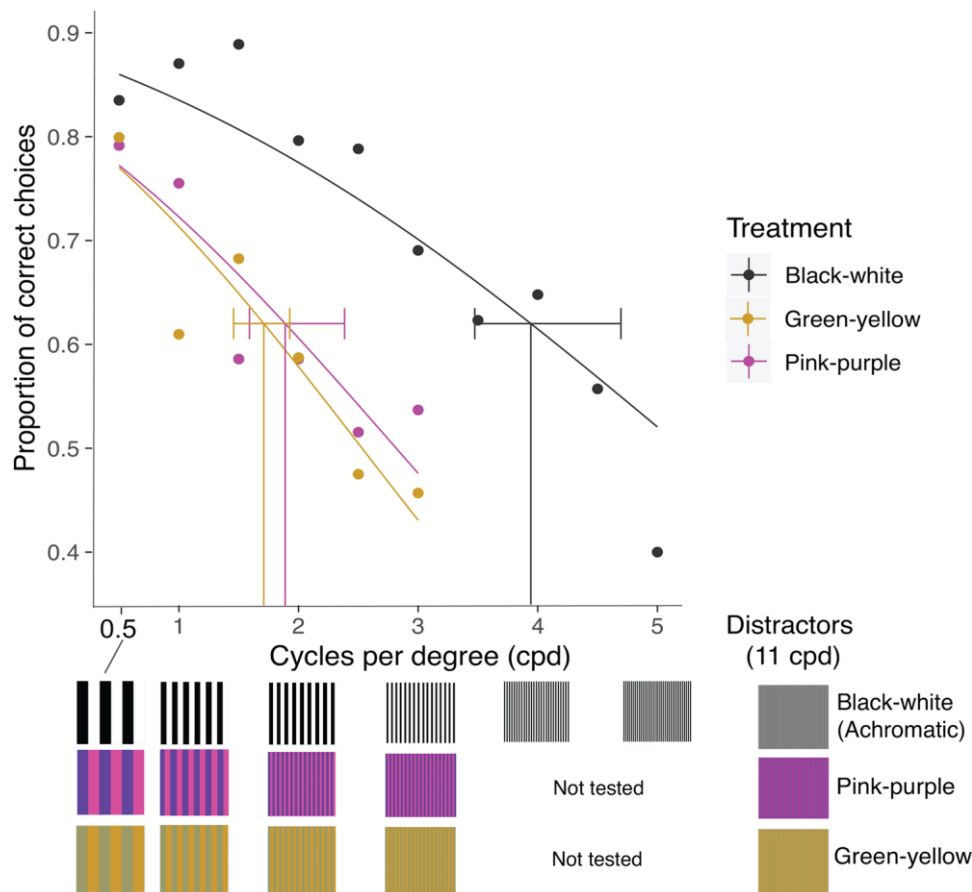 0.9
0.8
0.7
0.6
0.5
0.4
Proportion of correct choices
0.5
1
2
3
4
5
Cycles per degree (cpd)
Treatment
Black-white
Green-yellow
Pink-purple
Distractors
(11 cpd)
Black-white
(Achromatic)
Not tested
Pink-purple
Not tested
Green-yellow